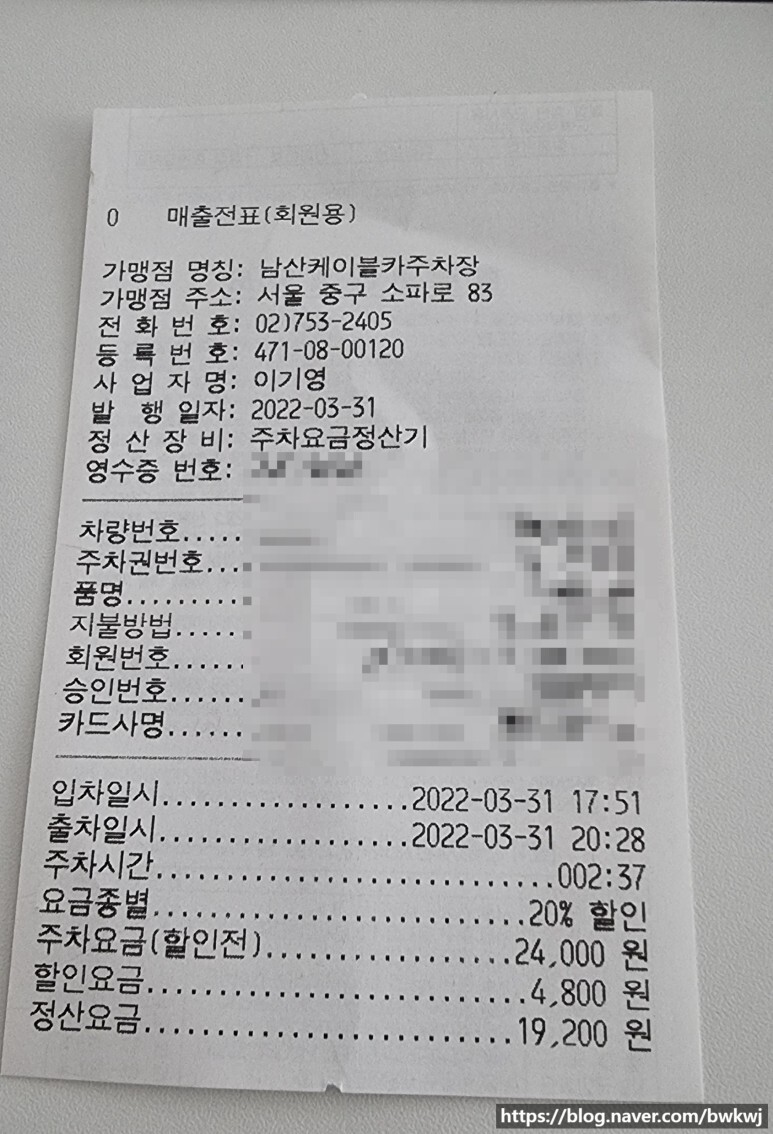 0 매출전표(회원용)
가맹점 명칭: 남산케이블카주차장
가맹점 주소: 서울 중구 소파로 83
전 화 번 호: 02)753-2405
등 록 번 호: 471-08-00120
사 업 자 명: 이기영
발 행 일자: 2022-03-31
정 산 장 비: 주차요금정산기
영수증 번호:
차량번호.....
주차권번호...
품명..........
지불방법......
회원번호......
승인번호......
카드사명......
입차일시...................2022-03-31 17:51
출차일시...................2022-03-31 20:28
주차시간..............................002:37
요금종별............................20% 할인
주차요금(할인전)...................24,000 원
할인요금.............................4,800 원
정산요금............................19,200 원
https://blog.naver.com/bwkwj